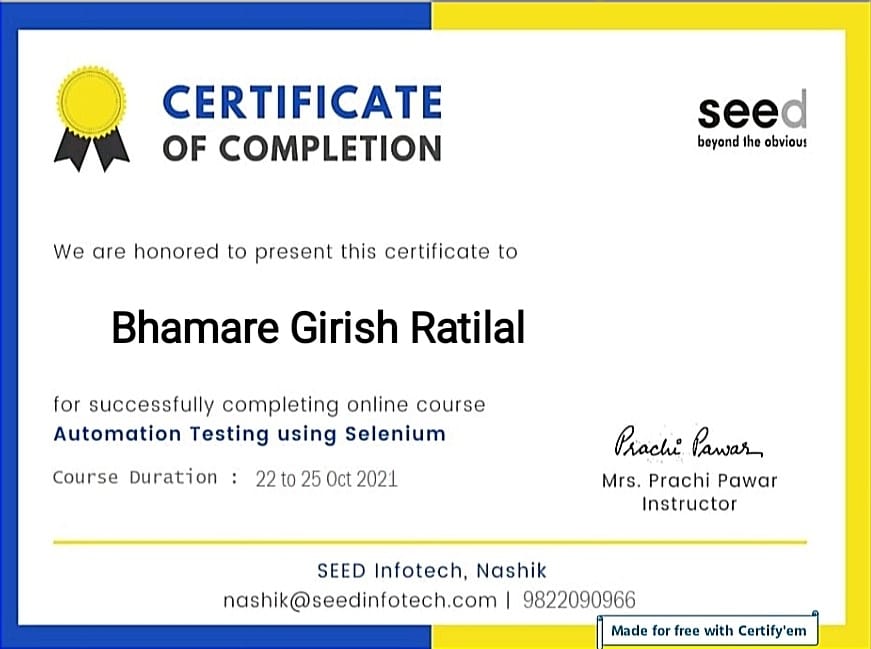 CERTIFICATE
OF COMPLETION
seed
beyond the obvious
We are honored to present this certificate to
Bhamare Girish Ratilal
for successfully completing online course
Automation Testing using Selenium
Course Duration : 22 to 25 Oct 2021
Prachi Pawar
Mrs. Prachi Pawar
Instructor
SEED Infotech, Nashik
nashik@seedinfotech.com | 9822090966
Made for free with Certify'em